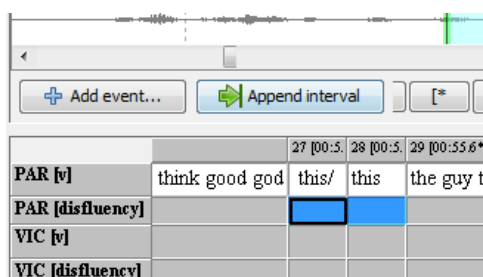 Add event...
Append interval
[*
27 [00:5. 28 [00:5. 29 [00:55.6*
PAR [v] think good god this/ this the guy t
PAR [disfluency]
VIC [v]
VIC [disfluency]